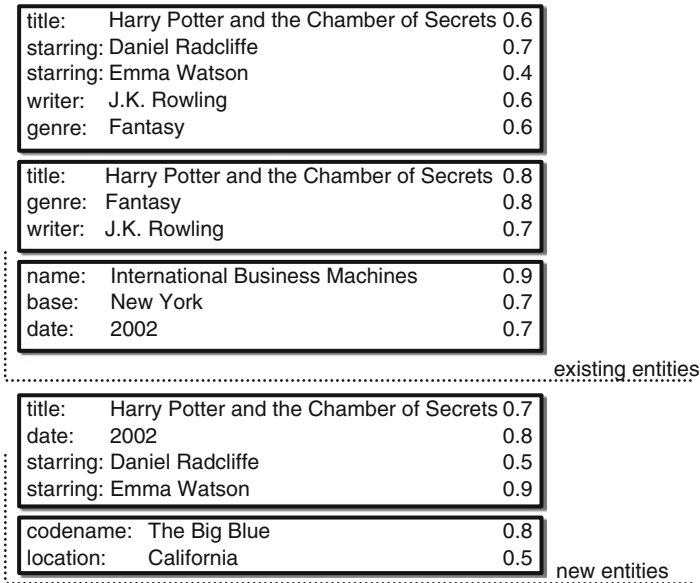 title: Harry Potter and the Chamber of Secrets 0.6
starring: Daniel Radcliffe 0.7
starring: Emma Watson 0.4
writer: J.K. Rowling 0.6
genre: Fantasy 0.6
title: Harry Potter and the Chamber of Secrets 0.8
genre: Fantasy 0.8
writer: J.K. Rowling 0.7
name: International Business Machines 0.9
base: New York 0.7
date: 2002 0.7
existing entities
title: Harry Potter and the Chamber of Secrets 0.7
date: 2002 0.8
starring: Daniel Radcliffe 0.5
starring: Emma Watson 0.9
codename: The Big Blue 0.8
location: California 0.5
new entities